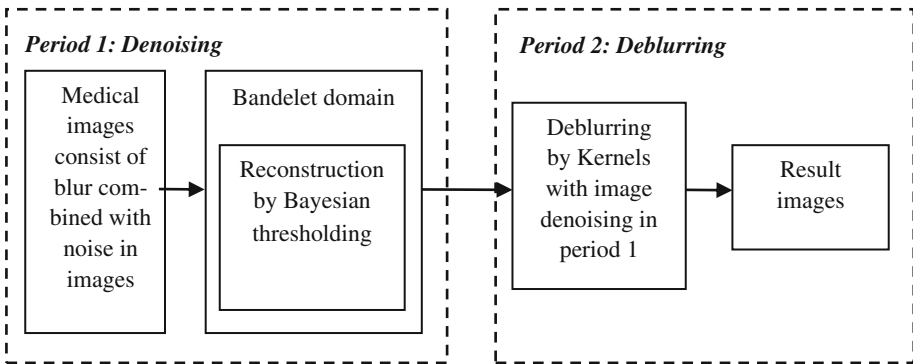 Period 1: Denoising
Medical
images
consist of
blur com-
bined with
noise in
images
Bandelet domain
Reconstruction
by Bayesian
thresholding
Period 2: Deblurring
Deblurring
by Kernels
with image
denoising in
period 1
Result
images